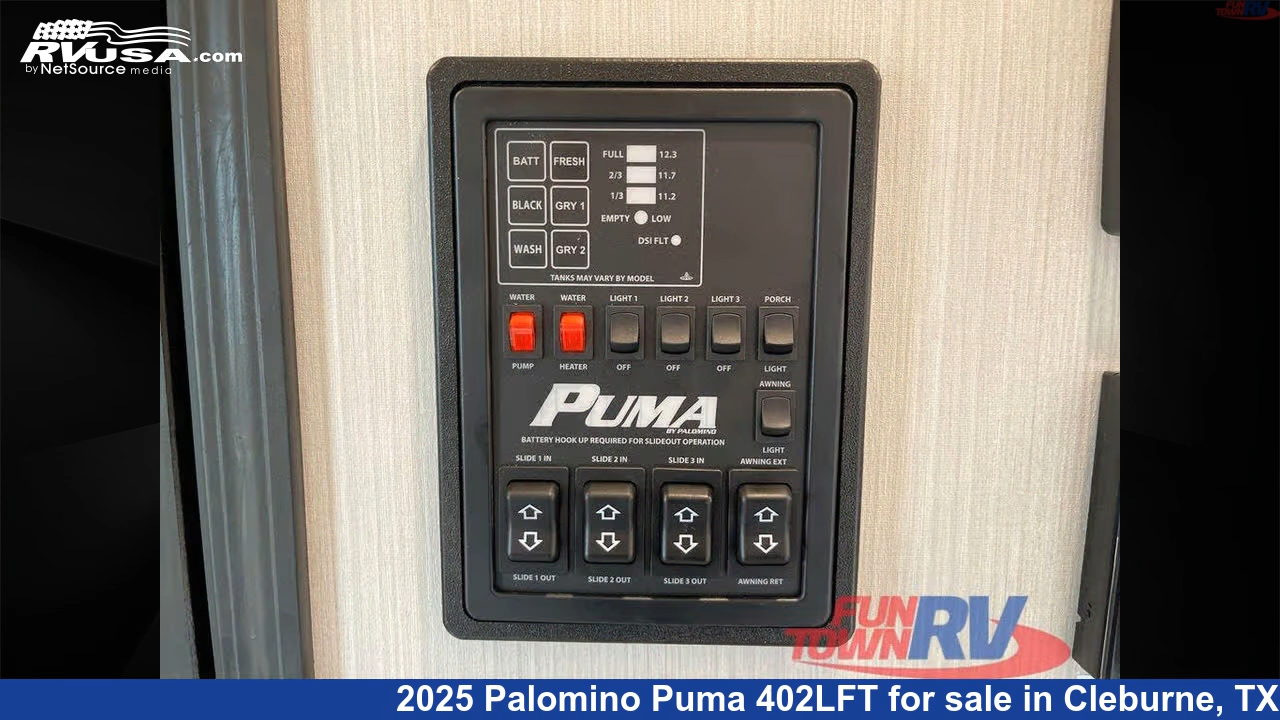 RVUSA.com
by NetSource media
FUN TOWN RV
BATT FRESH
BLACK GRY 1
WASH GRY 2
FULL 12.3
2/3 11.7
1/3 11.2
EMPTY LOW
DSI FLT
TANKS MAY VARY BY MODEL
WATER WATER LIGHT 1 LIGHT 2 LIGHT 3 PORCH
PUMP HEATER OFF OFF OFF LIGHT
AWNING
LIGHT
PUMA
BY PALOMINO
BATTERY HOOK UP REQUIRED FOR SLIDEOUT OPERATION
SLIDE 1 IN SLIDE 2 IN SLIDE 3 IN AWNING EXT
SLIDE 1 OUT SLIDE 2 OUT SLIDE 3 OUT AWNING RET
FUN
TOWN RV
2025 Palomino Puma 402LFT for sale in Cleburne, TX